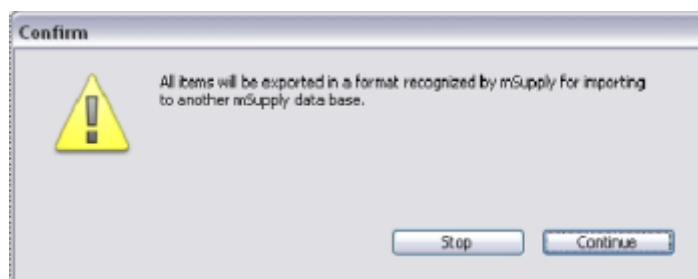 Confirm
All items will be exported in a format recognized by mSupply for importing
to another mSupply data base.
Stop
Continue